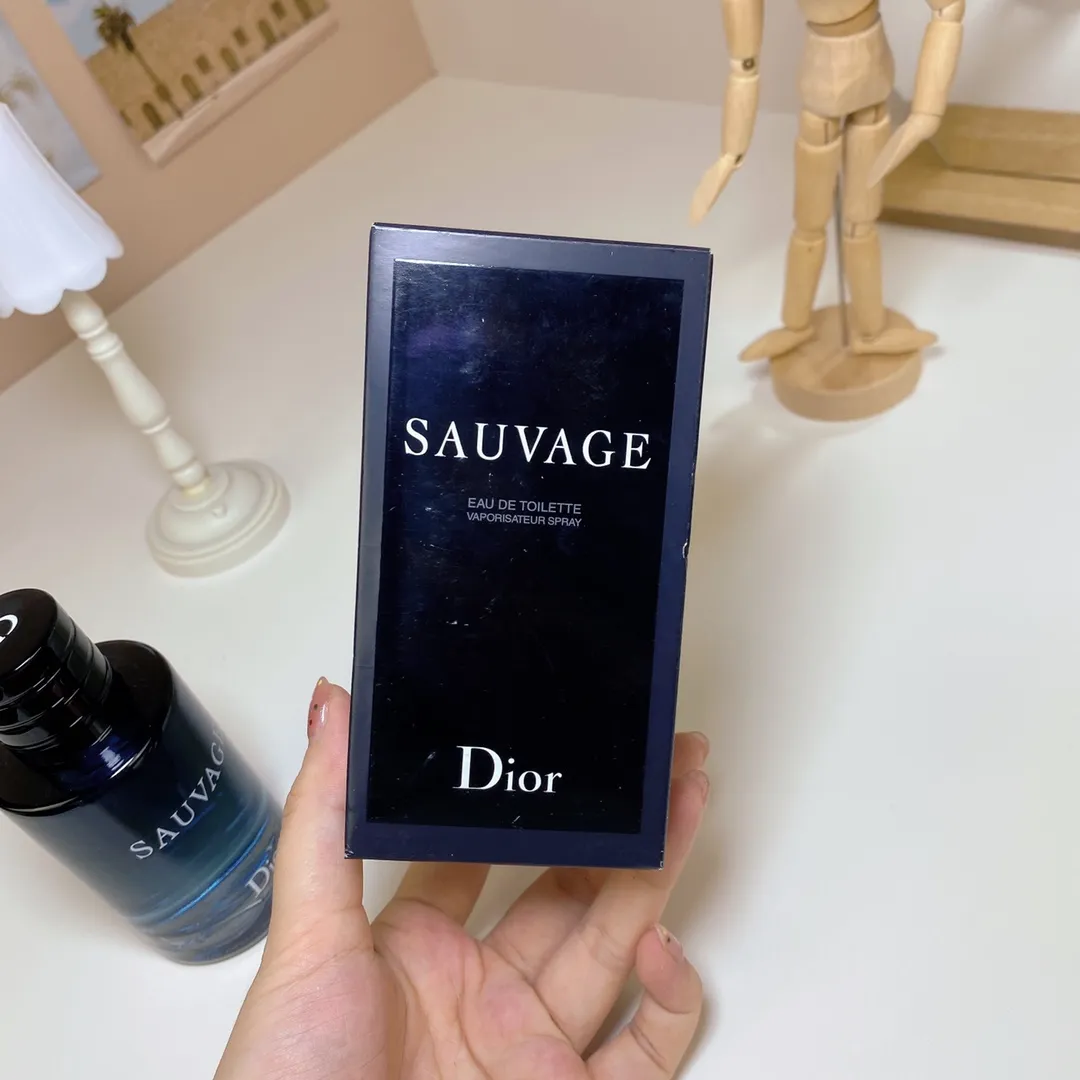 SAUVAGE
EAU DE TOILETTE
VAPORISATEUR SPRAY
Dior
SAUVAGE